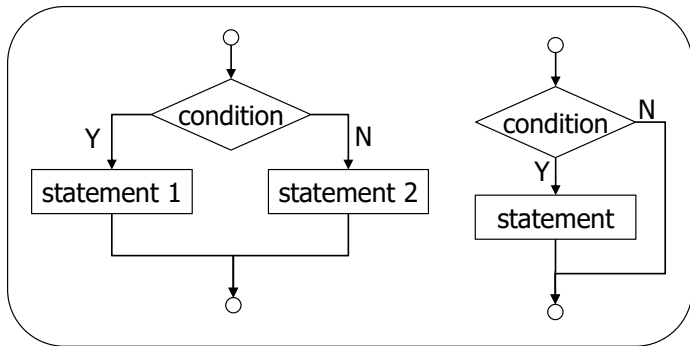 condition
Y
N
statement 1
statement 2
condition
N
Y
statement